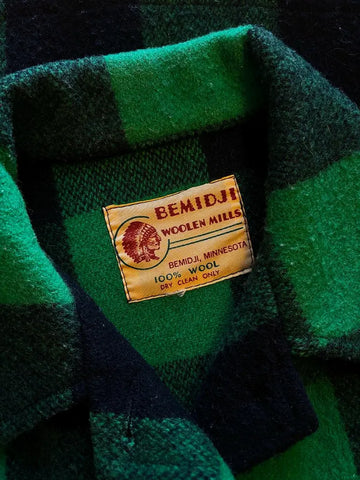 BEMIDJI
WOOLEN MILLS
BEMIDJI, MINNESOTA
100% WOOL
DRY CLEAN ONLY